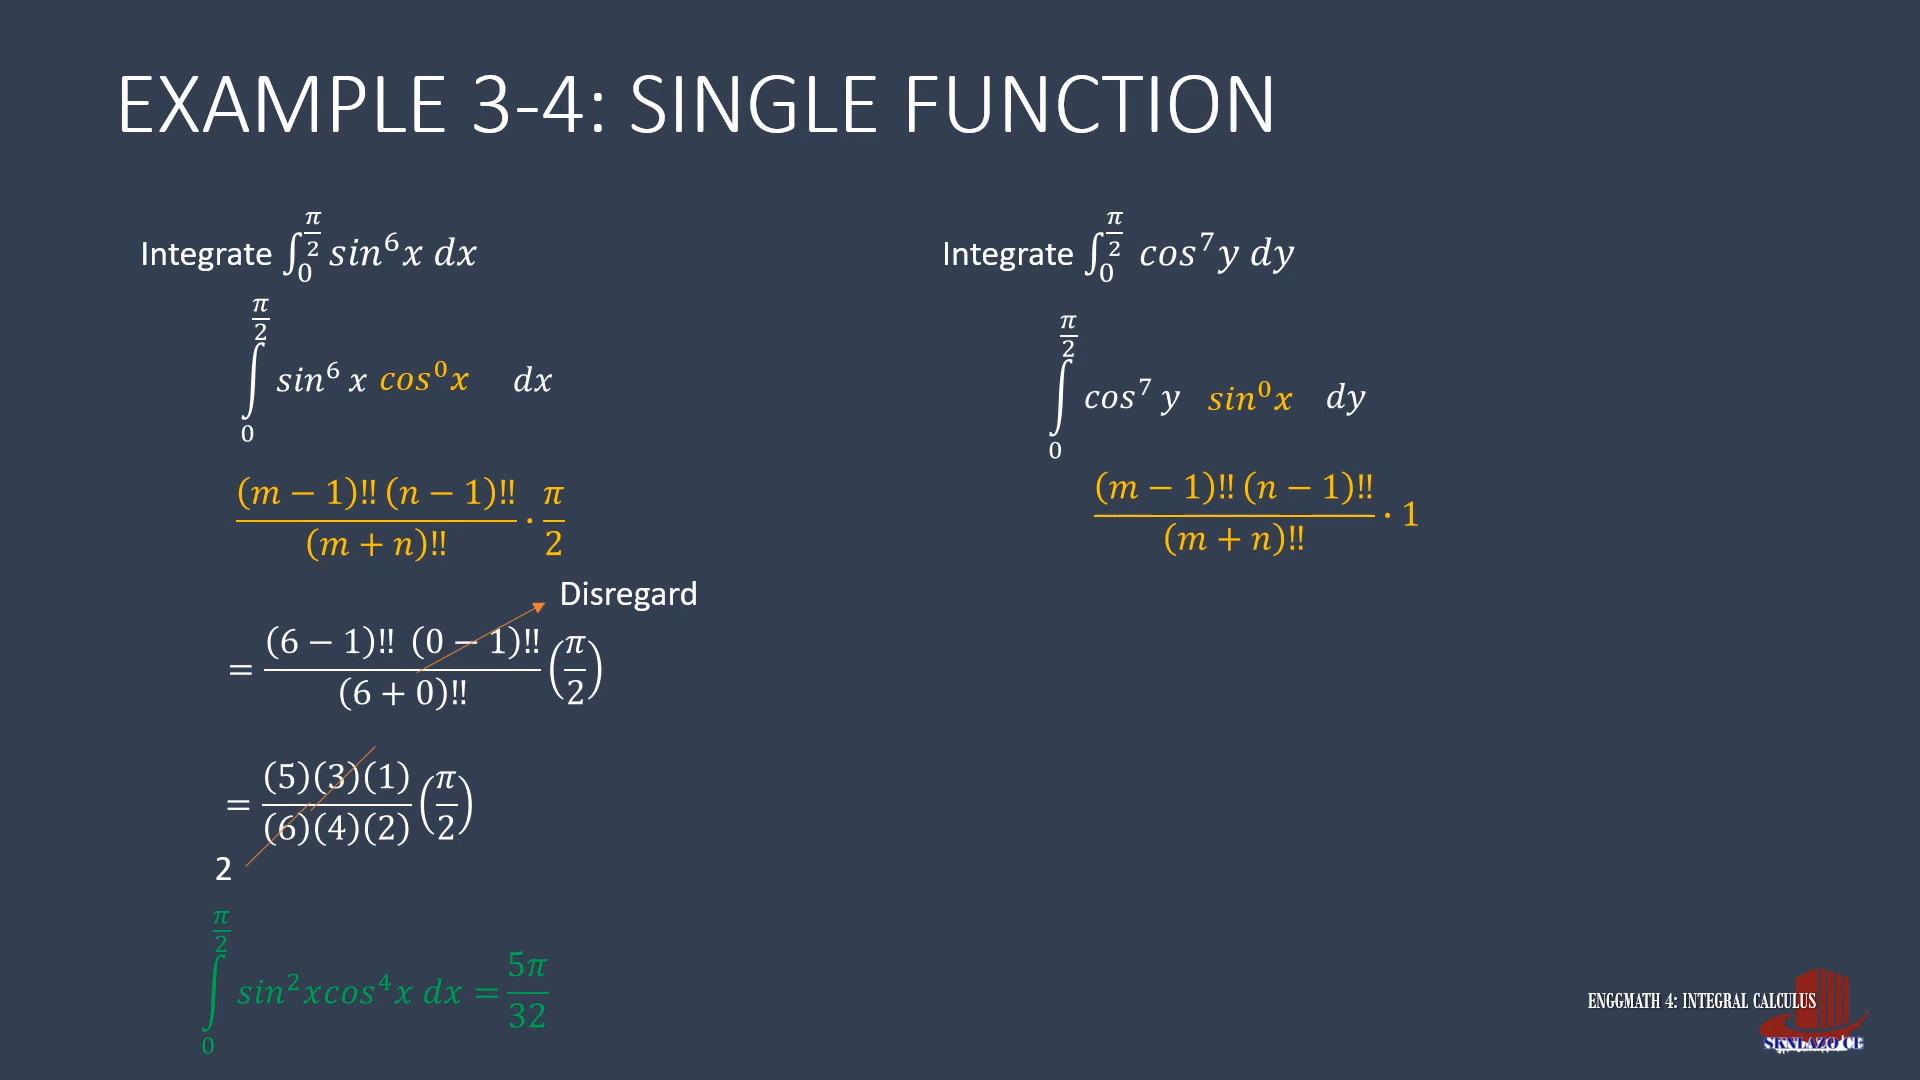 EXAMPLE 3-4: SINGLE FUNCTION
Integrate ∫₀^(π/2) sin⁶x dx
∫₀^(π/2) sin⁶ x cos⁰x dx
(m − 1)‼ (n − 1)‼ / (m + n)‼ · π/2
Disregard
= (6 − 1)‼ (0 − 1)‼ / (6 + 0)‼ (π/2)
= (5)(3)(1) / (6)(4)(2) (π/2)
2
∫₀^(π/2) sin²xcos⁴x dx = 5π/32
Integrate ∫₀^(π/2) cos⁷y dy
∫₀^(π/2) cos⁷ y sin⁰x dy
(m − 1)‼ (n − 1)‼ / (m + n)‼ · 1
ENGGMATH 4: INTEGRAL CALCULUS